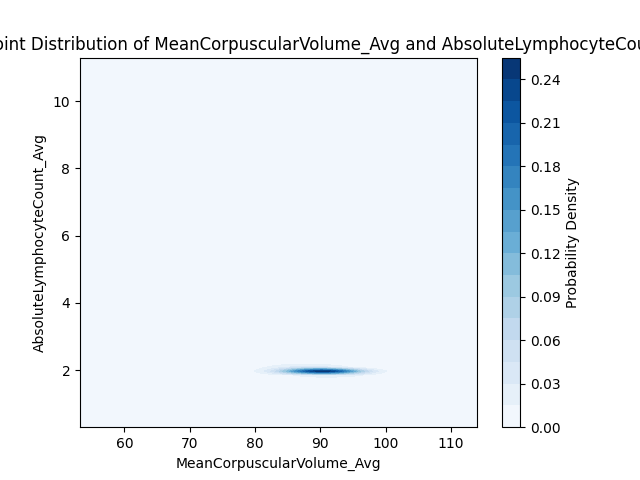 oint Distribution of MeanCorpuscularVolume_Avg and AbsoluteLymphocyteCou
10
8
6
4
2
AbsoluteLymphocyteCount_Avg
60 70 80 90 100 110
MeanCorpuscularVolume_Avg
0.24
0.21
0.18
0.15
0.12
0.09
0.06
0.03
0.00
Probability Density